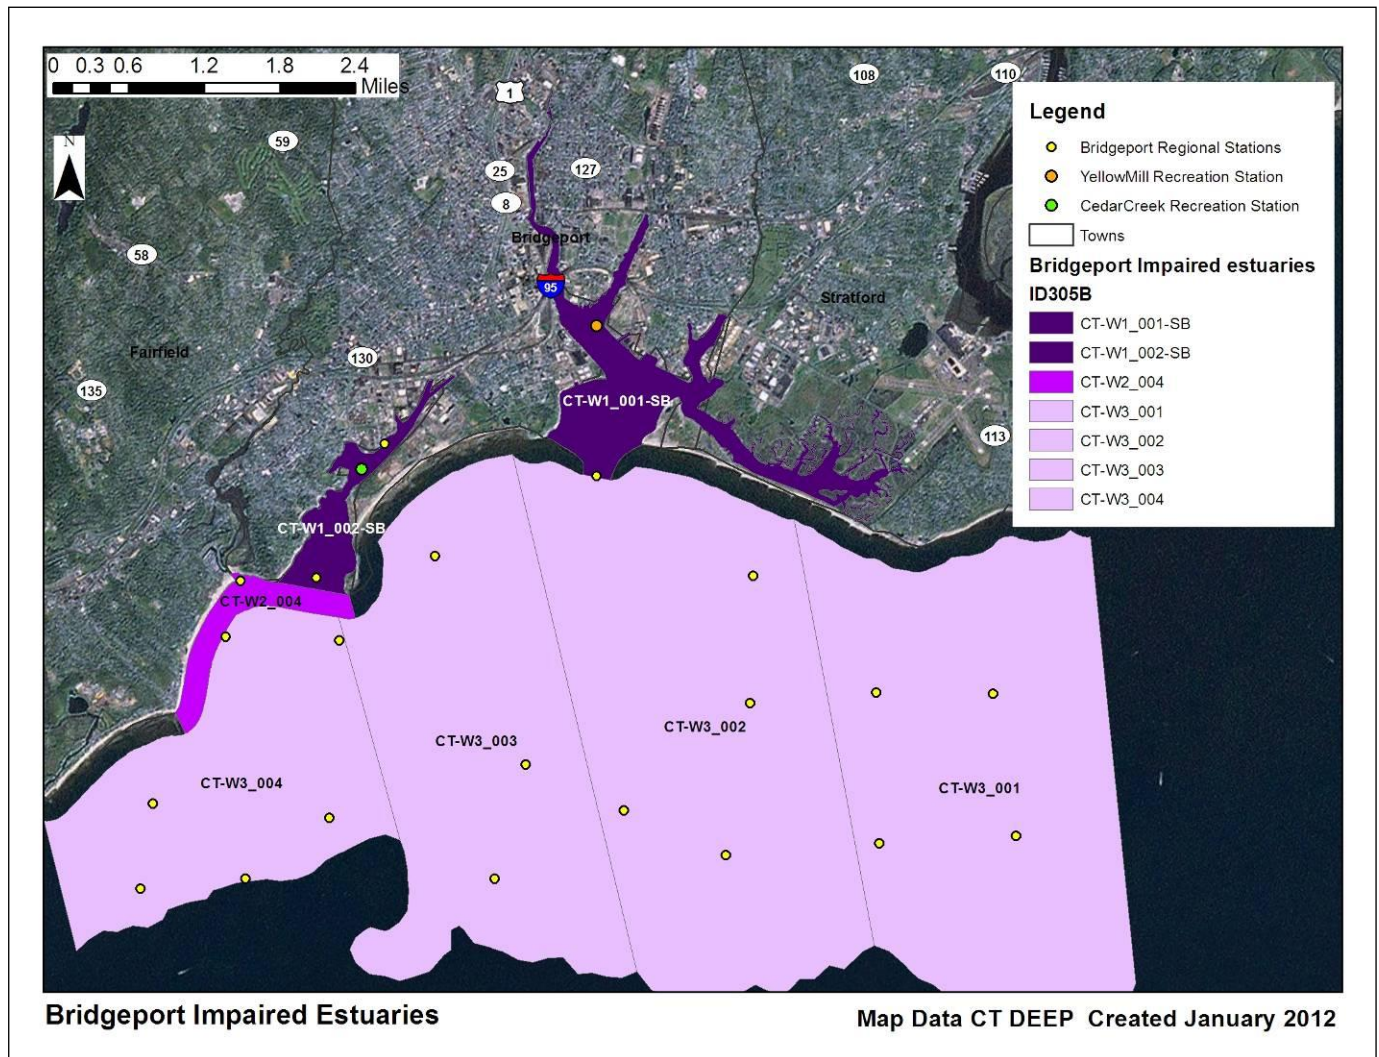 0 0.3 0.6 1.2 1.8 2.4
Miles
N
1
108
110
59
25
127
8
58
Bridgeport
95
Stratford
Fairfield
130
135
113
CT-W1_001-SB
CT-W1_002-SB
CT-W2_004
CT-W3_002
CT-W3_003
CT-W3_004
CT-W3_001
Legend
Bridgeport Regional Stations
YellowMill Recreation Station
CedarCreek Recreation Station
Towns
Bridgeport Impaired estuaries
ID305B
CT-W1_001-SB
CT-W1_002-SB
CT-W2_004
CT-W3_001
CT-W3_002
CT-W3_003
CT-W3_004
Bridgeport Impaired Estuaries
Map Data CT DEEP Created January 2012